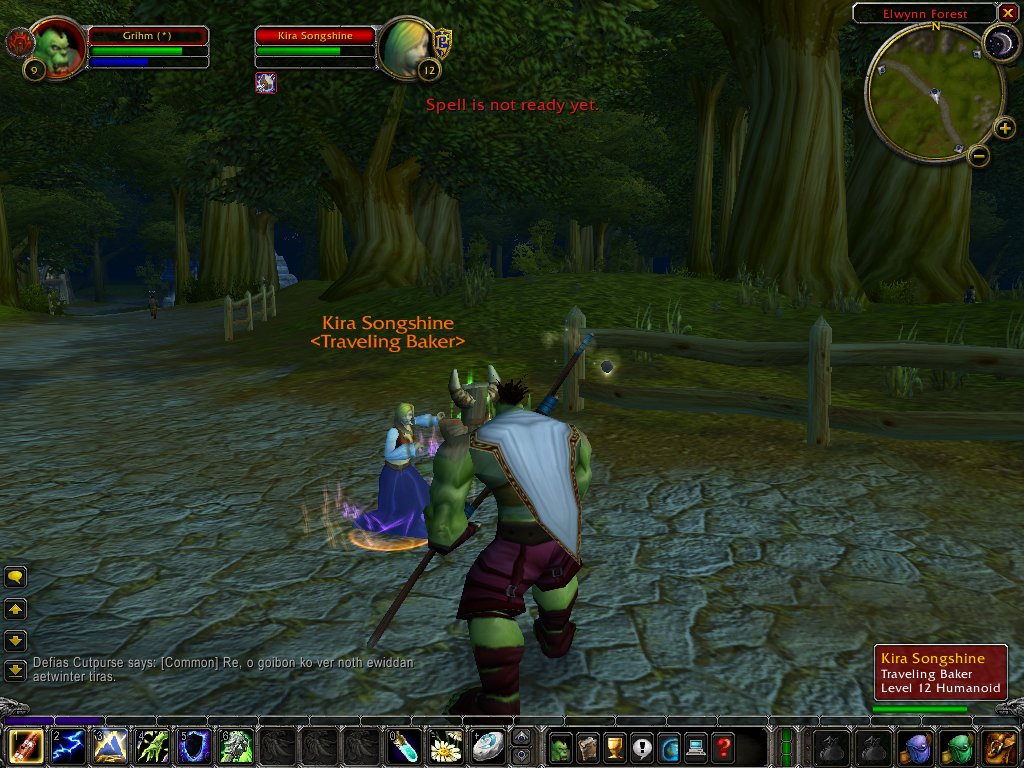 Grihm (*)
9
Kira Songshine
12
Elwynn Forest
N
Spell is not ready yet.
Kira Songshine
<Traveling Baker>
Defias Cutpurse says: [Common] Re, o goibon ko ver noth ewiddan
aetwinter tiras.
Kira Songshine
Traveling Baker
Level 12 Humanoid
2
3
4
5
6